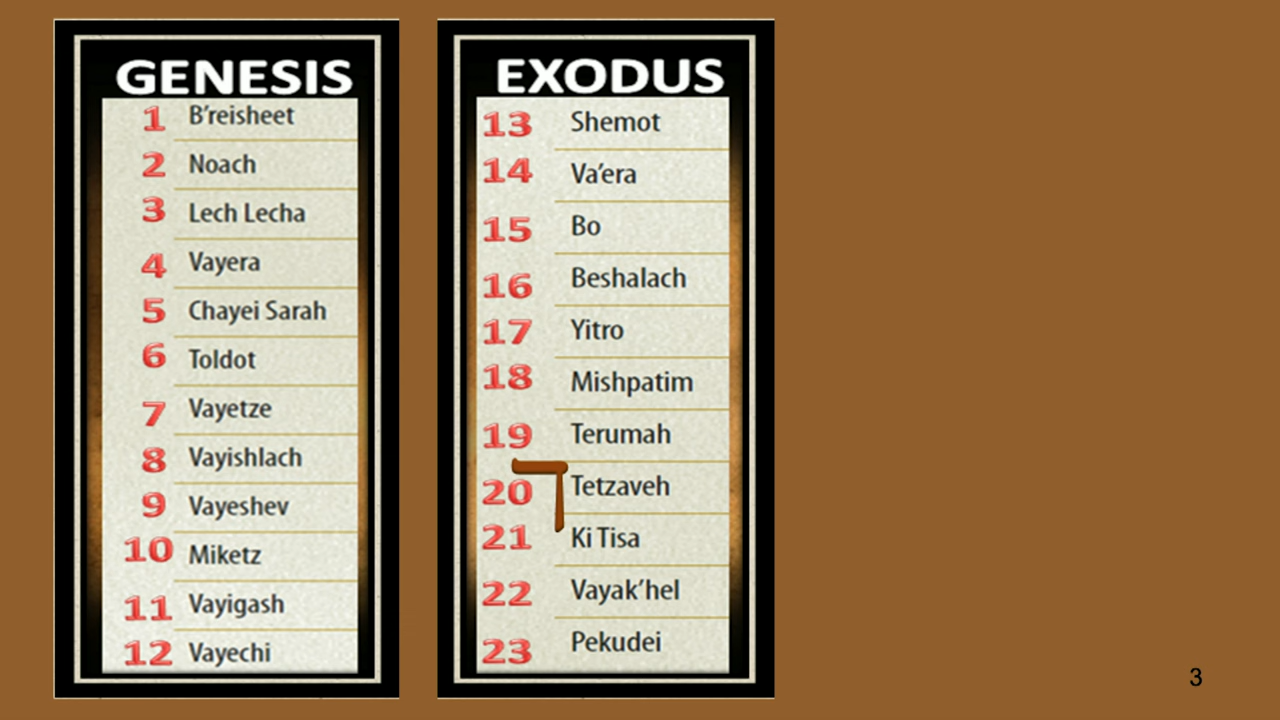 GENESIS
1 B’reisheet
2 Noach
3 Lech Lecha
4 Vayera
5 Chayei Sarah
6 Toldot
7 Vayetze
8 Vayishlach
9 Vayeshev
10 Miketz
11 Vayigash
12 Vayechi
EXODUS
13 Shemot
14 Va’era
15 Bo
16 Beshalach
17 Yitro
18 Mishpatim
19 Terumah
20 Tetzaveh
21 Ki Tisa
22 Vayak’hel
23 Pekudei
3